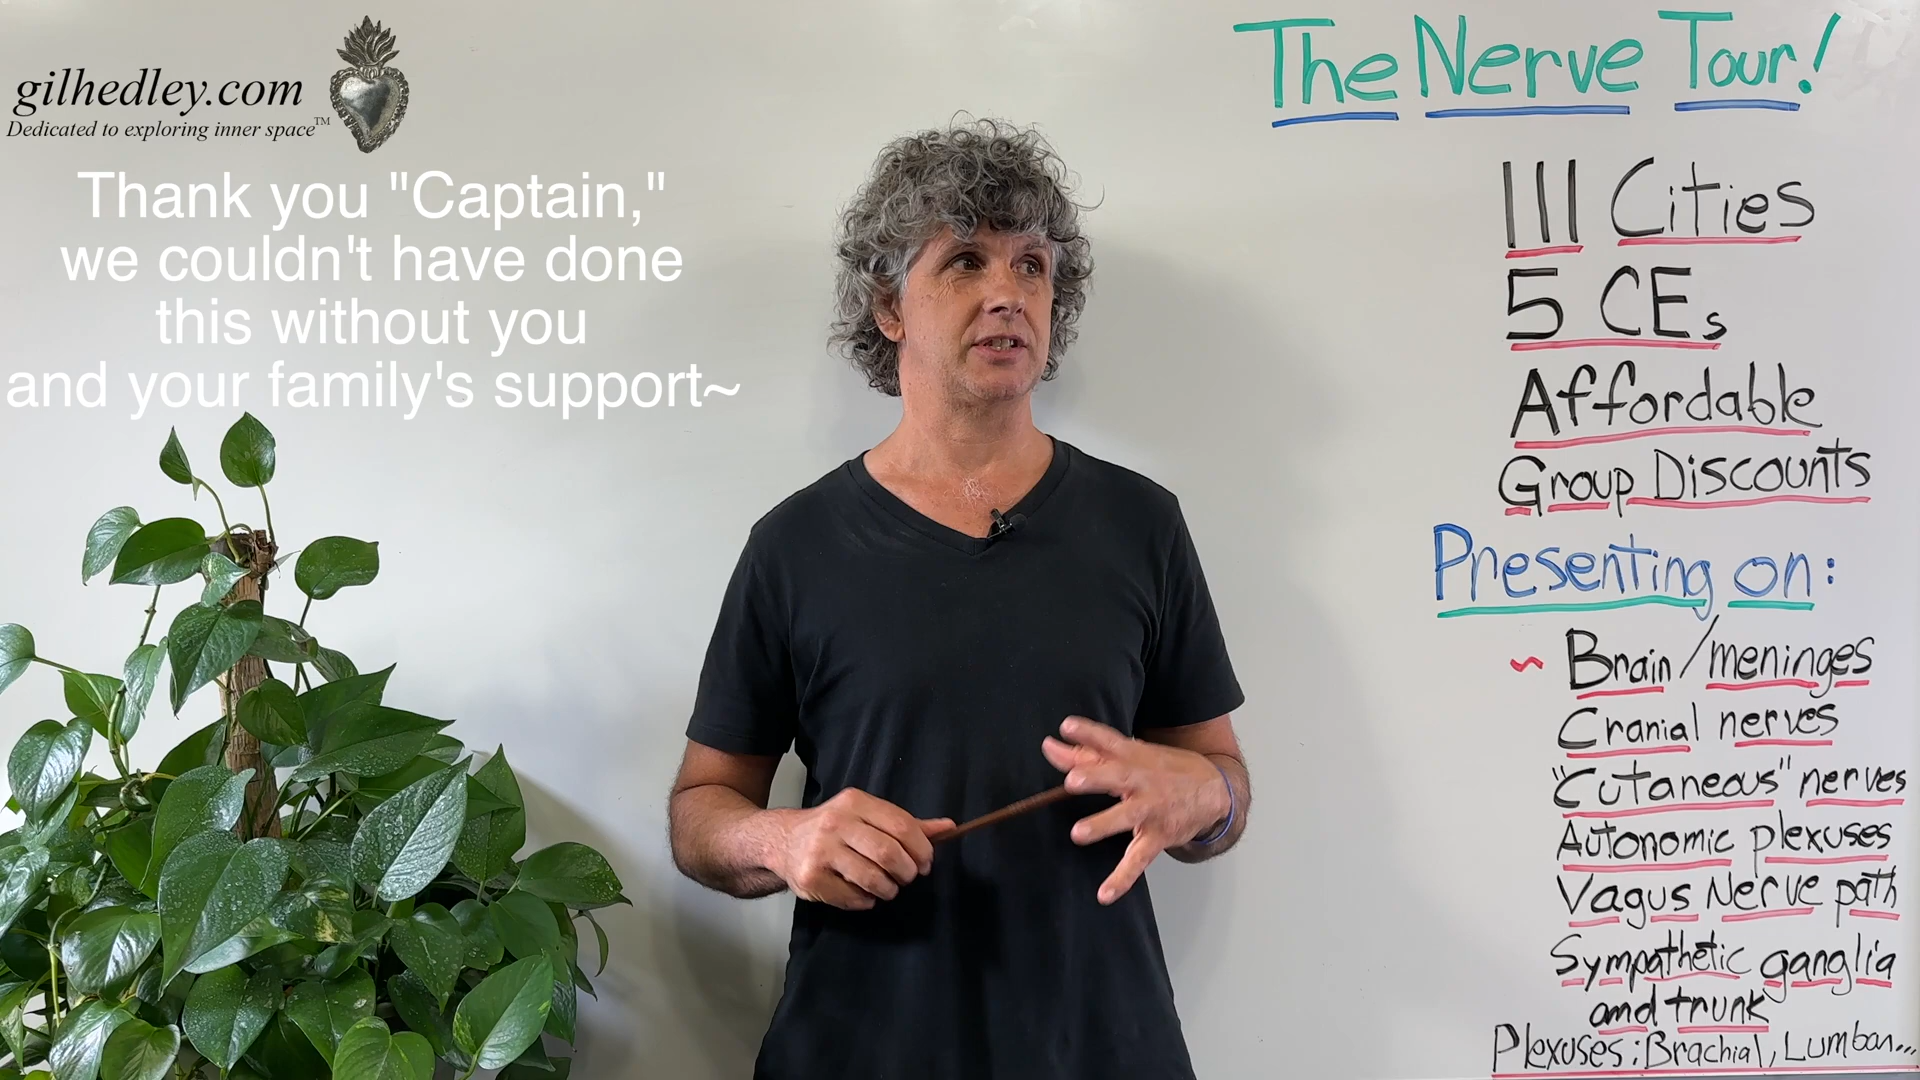 gilhedley.com
Dedicated to exploring inner space™
Thank you "Captain,"
we couldn't have done
this without you
and your family's support~
The Nerve Tour!
111 Cities
5 CEs
Affordable
Group Discounts
Presenting on:
~ Brain/meninges
Cranial nerves
"Cutaneous" nerves
Autonomic plexuses
Vagus Nerve path
Sympathetic ganglia
and trunk
Plexuses: Brachial, Lumbar...